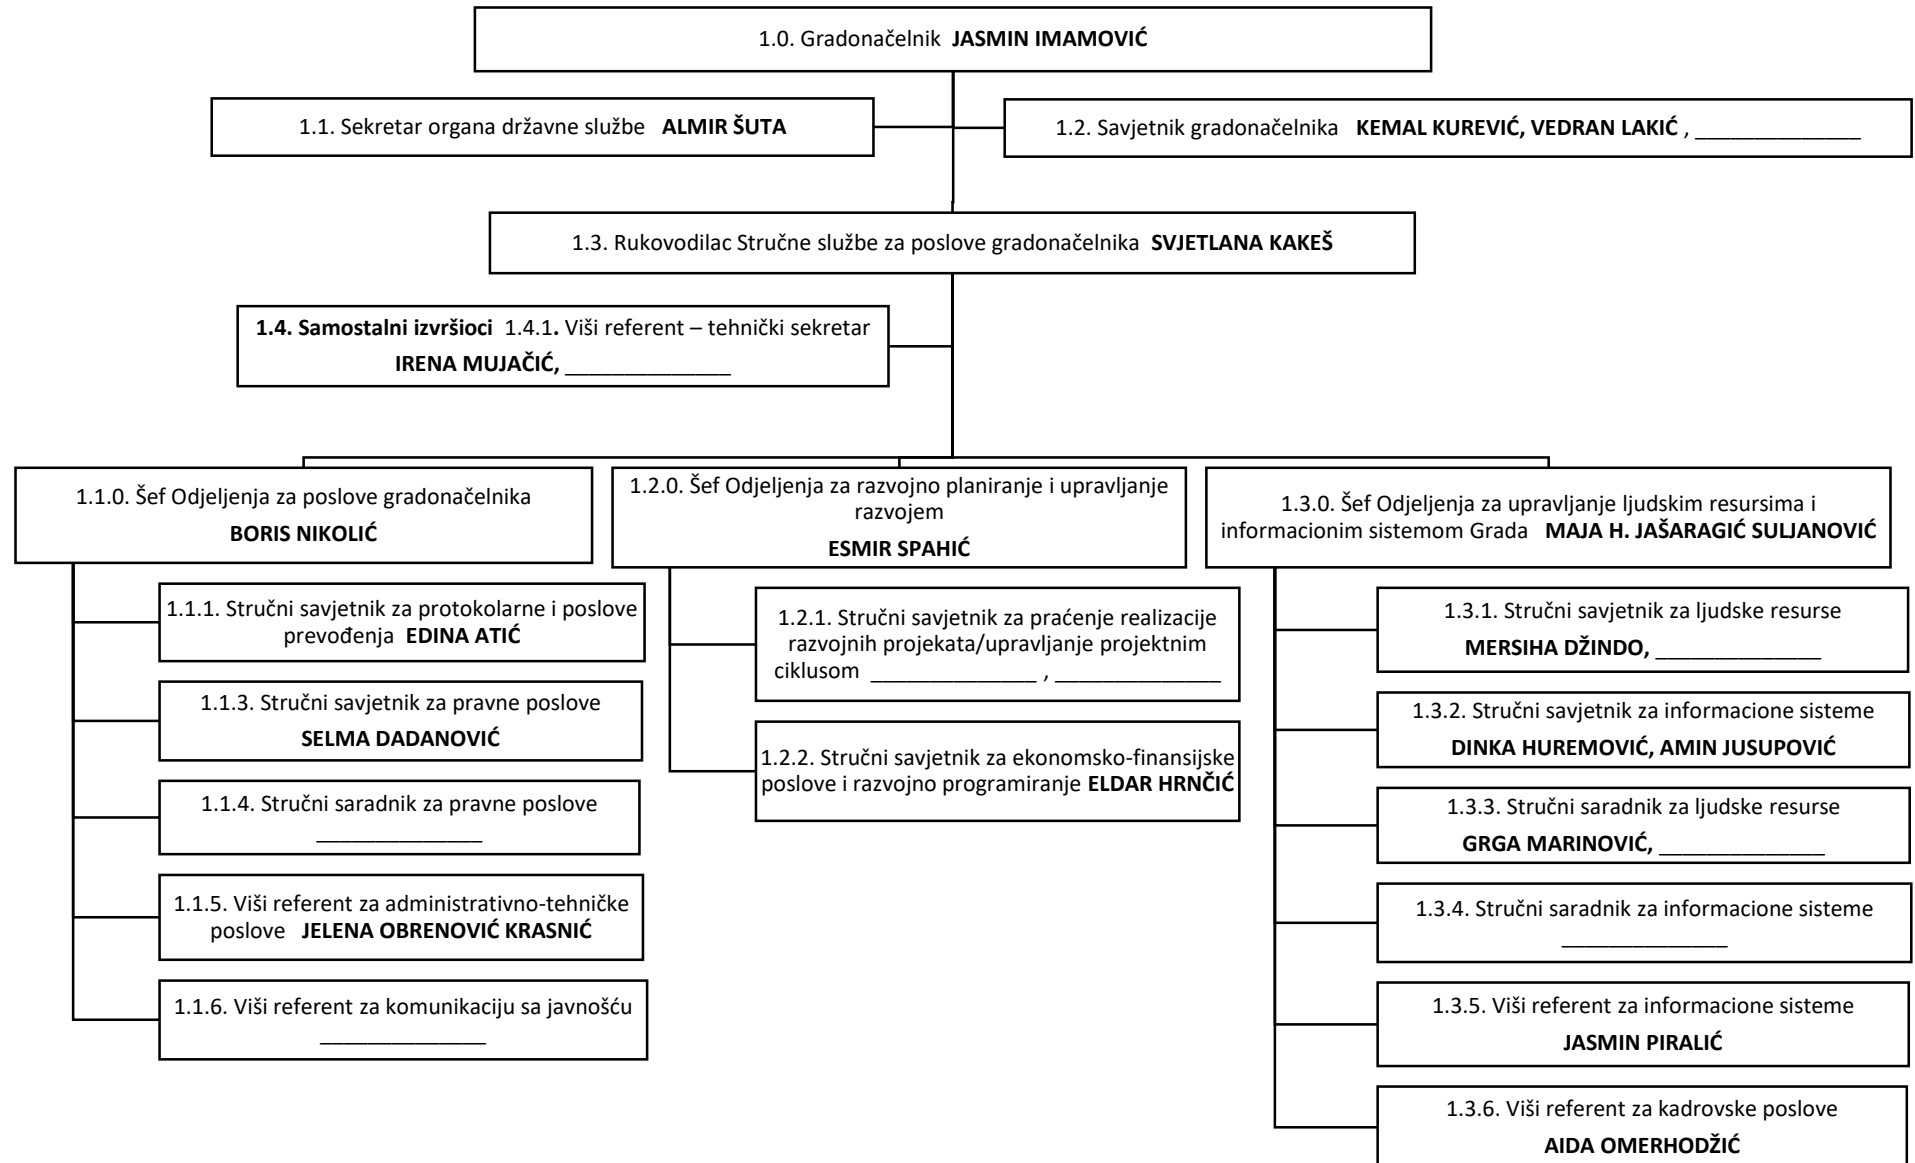 1.0. Gradonačelnik JASMIN IMAMOVIĆ
1.1. Sekretar organa državne službe ALMIR ŠUTA
1.2. Savjetnik gradonačelnika KEMAL KUREVIĆ, VEDRAN LAKIĆ , ______________
1.3. Rukovodilac Stručne službe za poslove gradonačelnika SVJETLANA KAKEŠ
1.4. Samostalni izvršioci 1.4.1. Viši referent – tehnički sekretar
IRENA MUJAČIĆ, ______________
1.1.0. Šef Odjeljenja za poslove gradonačelnika
BORIS NIKOLIĆ
1.1.1. Stručni savjetnik za protokolarne i poslove
prevođenja EDINA ATIĆ
1.1.3. Stručni savjetnik za pravne poslove
SELMA DADANOVIĆ
1.1.4. Stručni saradnik za pravne poslove
______________
1.1.5. Viši referent za administrativno-tehničke
poslove JELENA OBRENOVIĆ KRASNIĆ
1.1.6. Viši referent za komunikaciju sa javnošću
______________
1.2.0. Šef Odjeljenja za razvojno planiranje i upravljanje
razvojem
ESMIR SPAHIĆ
1.2.1. Stručni savjetnik za praćenje realizacije
razvojnih projekata/upravljanje projektnim
ciklusom ______________ , ______________
1.2.2. Stručni savjetnik za ekonomsko-finansijske
poslove i razvojno programiranje ELDAR HRNČIĆ
1.3.0. Šef Odjeljenja za upravljanje ljudskim resursima i
informacionim sistemom Grada MAJA H. JAŠARAGIĆ SULJANOVIĆ
1.3.1. Stručni savjetnik za ljudske resurse
MERSIHA DŽINDO, ______________
1.3.2. Stručni savjetnik za informacione sisteme
DINKA HUREMOVIĆ, AMIN JUSUPOVIĆ
1.3.3. Stručni saradnik za ljudske resurse
GRGA MARINOVIĆ, ______________
1.3.4. Stručni saradnik za informacione sisteme
______________
1.3.5. Viši referent za informacione sisteme
JASMIN PIRALIĆ
1.3.6. Viši referent za kadrovske poslove
AIDA OMERHODŽIĆ